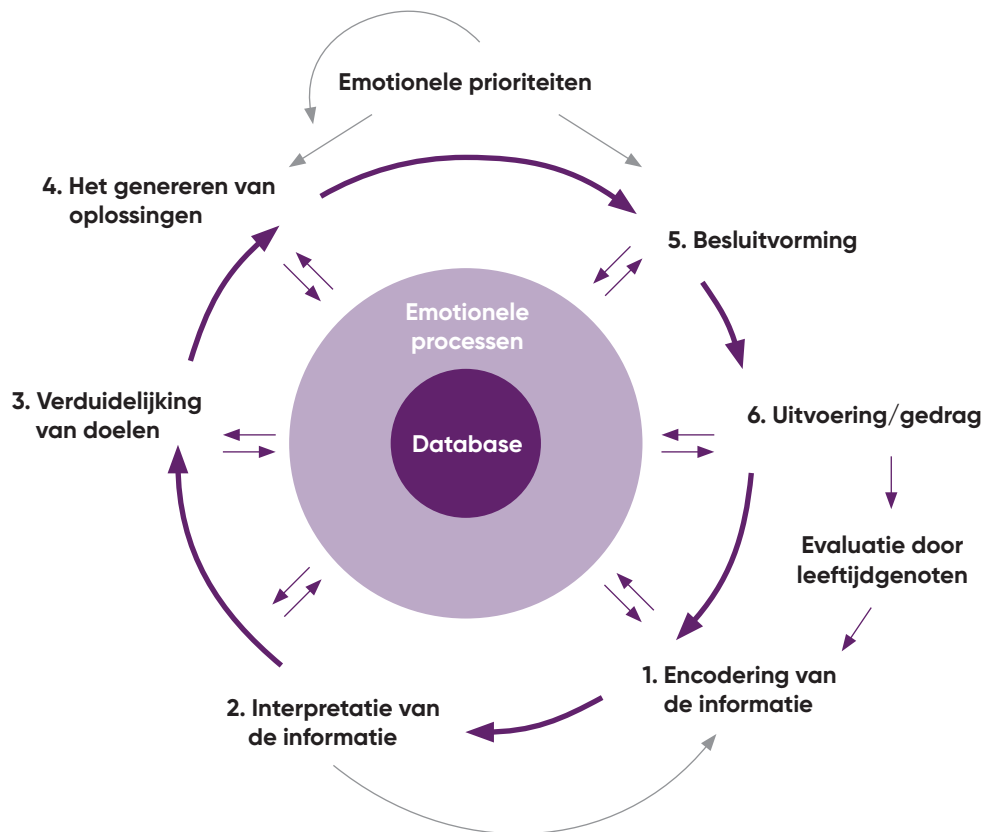 Emotionele prioriteiten
4. Het genereren van
oplossingen
5. Besluitvorming
Emotionele
processen
3. Verduidelijking
van doelen
6. Uitvoering/gedrag
Database
Evaluatie door
leeftijdgenoten
1. Encodering van
de informatie
2. Interpretatie van
de informatie